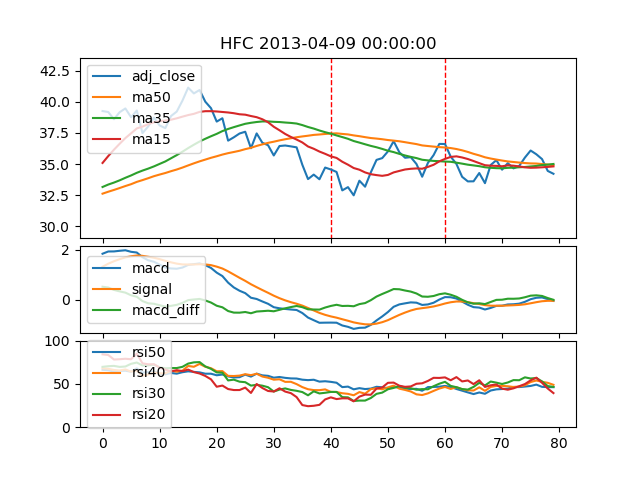 HFC 2013-04-09 00:00:00
42.5
40.0
37.5
35.0
32.5
30.0
adj_close
ma50
ma35
ma15
2
0
macd
signal
macd_diff
100
50
0
rsi50
rsi40
rsi30
rsi20
0 10 20 30 40 50 60 70 80